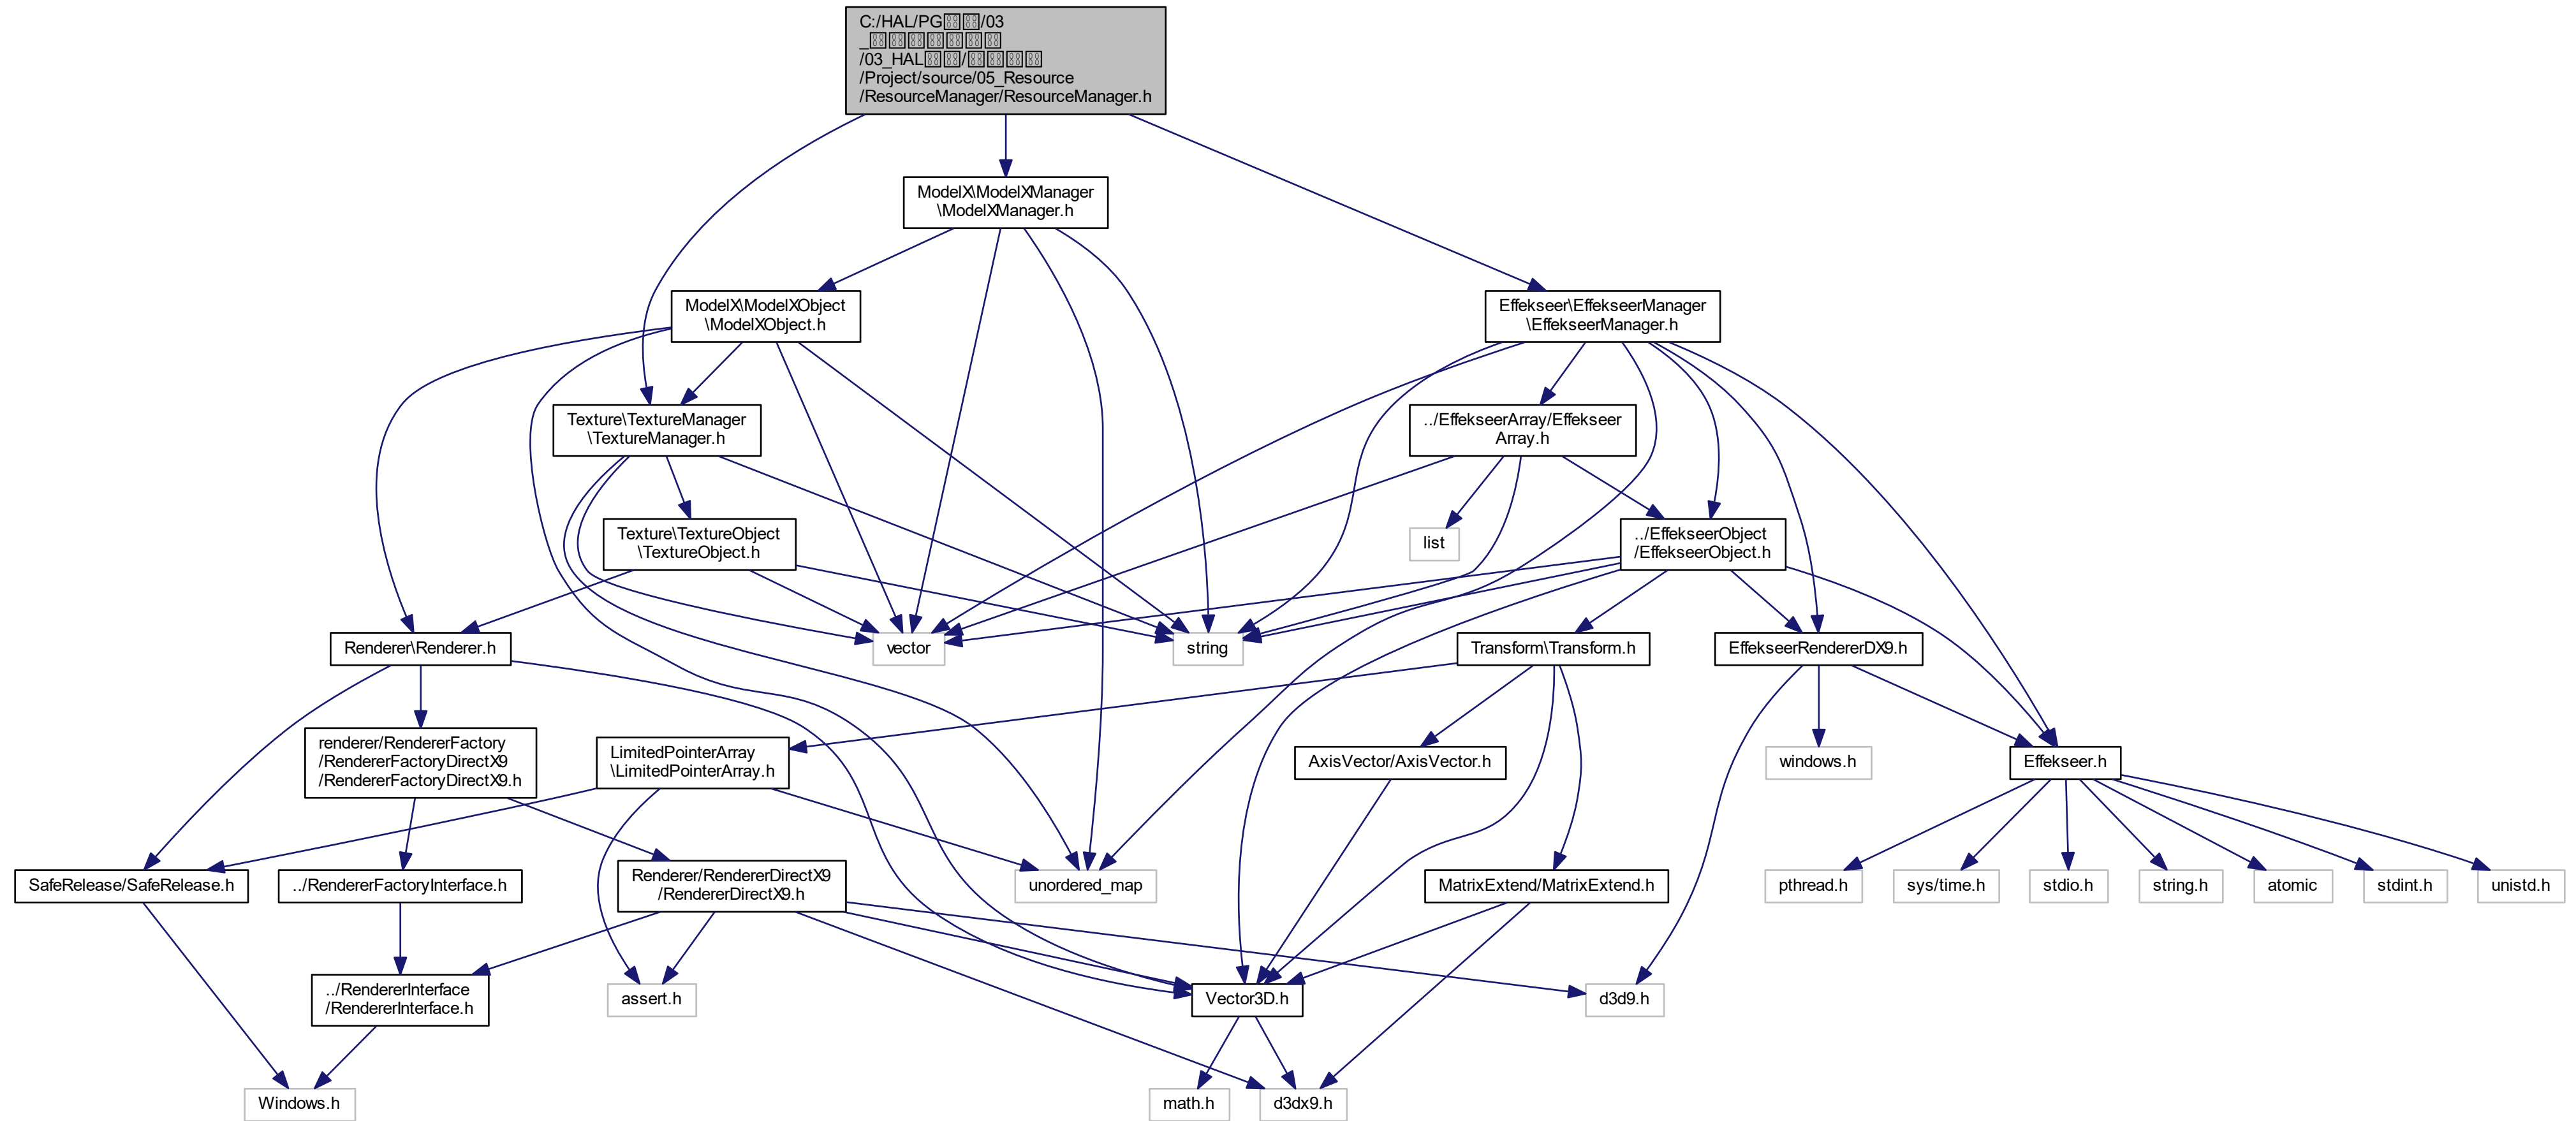 C:/HAL/PG/03
_
/03_HAL/
/Project/source/05_Resource
/ResourceManager/ResourceManager.h
ModelX\ModelXManager
\ModelXManager.h
ModelX\ModelXObject
\ModelXObject.h
Effekseer\EffekseerManager
\EffekseerManager.h
Texture\TextureManager
\TextureManager.h
../EffekseerArray/Effekseer
Array.h
Texture\TextureObject
\TextureObject.h
list
../EffekseerObject
/EffekseerObject.h
Renderer\Renderer.h
vector
string
Transform\Transform.h
EffekseerRendererDX9.h
renderer/RendererFactory
/RendererFactoryDirectX9
/RendererFactoryDirectX9.h
LimitedPointerArray
\LimitedPointerArray.h
AxisVector/AxisVector.h
windows.h
Effekseer.h
SafeRelease/SafeRelease.h
../RendererFactoryInterface.h
Renderer/RendererDirectX9
/RendererDirectX9.h
unordered_map
MatrixExtend/MatrixExtend.h
pthread.h
sys/time.h
stdio.h
string.h
atomic
stdint.h
unistd.h
../RendererInterface
/RendererInterface.h
assert.h
Vector3D.h
d3d9.h
Windows.h
math.h
d3dx9.h